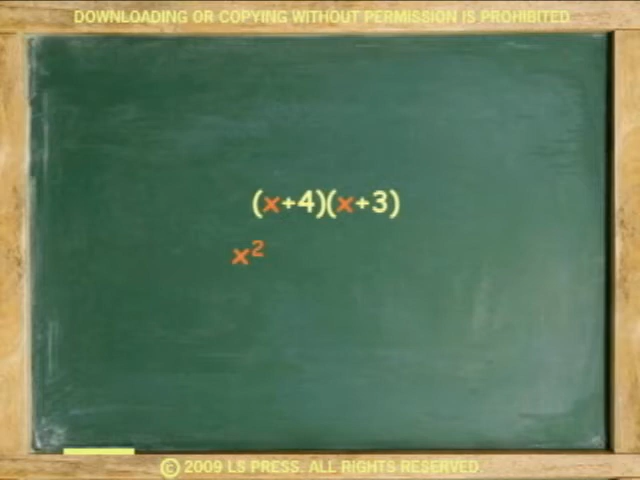 DOWNLOADING OR COPYING WITHOUT PERMISSION IS PROHIBITED.
(x+4)(x+3)
x²
© 2009 LS PRESS. ALL RIGHTS RESERVED.